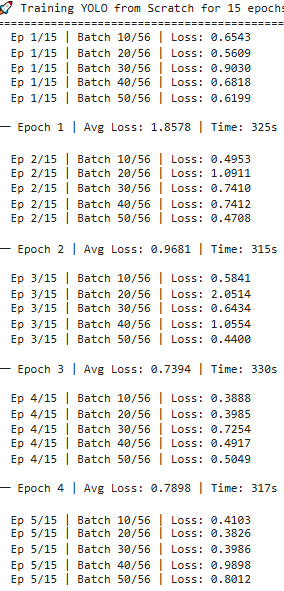 🚀 Training YOLO from Scratch for 15 epochs
============================================
Ep 1/15 | Batch 10/56 | Loss: 0.6543
Ep 1/15 | Batch 20/56 | Loss: 0.5609
Ep 1/15 | Batch 30/56 | Loss: 0.9030
Ep 1/15 | Batch 40/56 | Loss: 0.6818
Ep 1/15 | Batch 50/56 | Loss: 0.6199
— Epoch 1 | Avg Loss: 1.8578 | Time: 325s
Ep 2/15 | Batch 10/56 | Loss: 0.4953
Ep 2/15 | Batch 20/56 | Loss: 1.0911
Ep 2/15 | Batch 30/56 | Loss: 0.7410
Ep 2/15 | Batch 40/56 | Loss: 0.7412
Ep 2/15 | Batch 50/56 | Loss: 0.4708
— Epoch 2 | Avg Loss: 0.9681 | Time: 315s
Ep 3/15 | Batch 10/56 | Loss: 0.5841
Ep 3/15 | Batch 20/56 | Loss: 2.0514
Ep 3/15 | Batch 30/56 | Loss: 0.6434
Ep 3/15 | Batch 40/56 | Loss: 1.0554
Ep 3/15 | Batch 50/56 | Loss: 0.4400
— Epoch 3 | Avg Loss: 0.7394 | Time: 330s
Ep 4/15 | Batch 10/56 | Loss: 0.3888
Ep 4/15 | Batch 20/56 | Loss: 0.3985
Ep 4/15 | Batch 30/56 | Loss: 0.7254
Ep 4/15 | Batch 40/56 | Loss: 0.4917
Ep 4/15 | Batch 50/56 | Loss: 0.5049
— Epoch 4 | Avg Loss: 0.7898 | Time: 317s
Ep 5/15 | Batch 10/56 | Loss: 0.4103
Ep 5/15 | Batch 20/56 | Loss: 0.3826
Ep 5/15 | Batch 30/56 | Loss: 0.3986
Ep 5/15 | Batch 40/56 | Loss: 0.9898
Ep 5/15 | Batch 50/56 | Loss: 0.8012